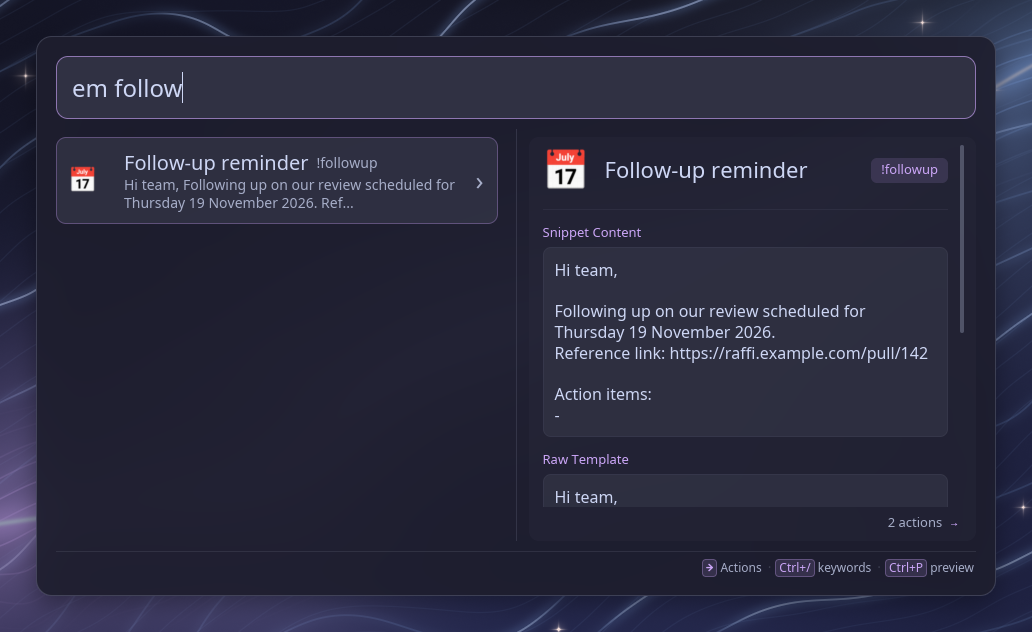 em follow
July
17
Follow-up reminder !followup
Hi team, Following up on our review scheduled for
Thursday 19 November 2026. Ref...
July
17
Follow-up reminder
!followup
Snippet Content
Hi team,
Following up on our review scheduled for
Thursday 19 November 2026.
Reference link: https://raffi.example.com/pull/142
Action items:
-
Raw Template
Hi team,
2 actions →
→ Actions · Ctrl+/ keywords · Ctrl+P preview